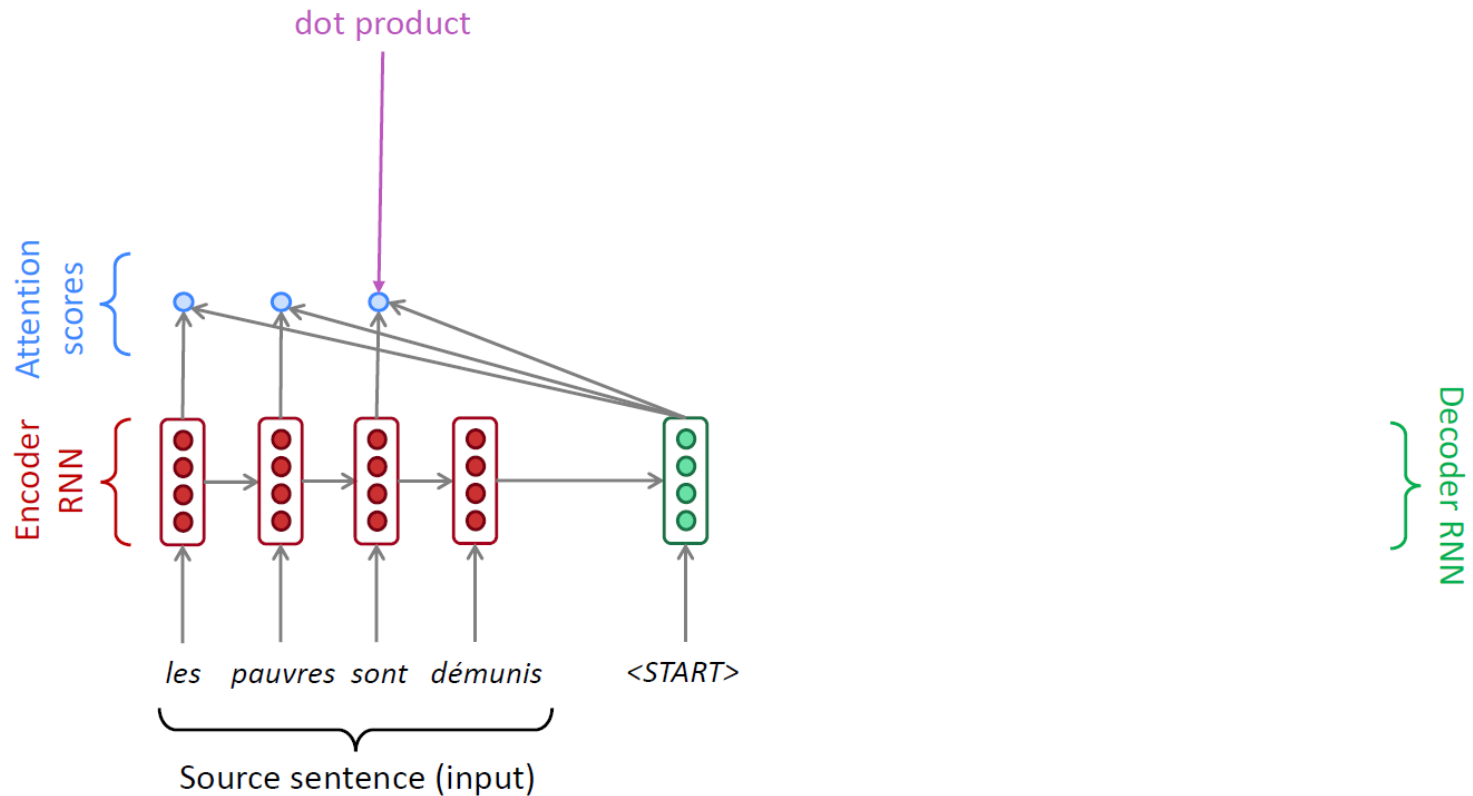 dot product
Attention
scores
Encoder
RNN
Decoder RNN
les pauvres sont démunis <START>
Source sentence (input)